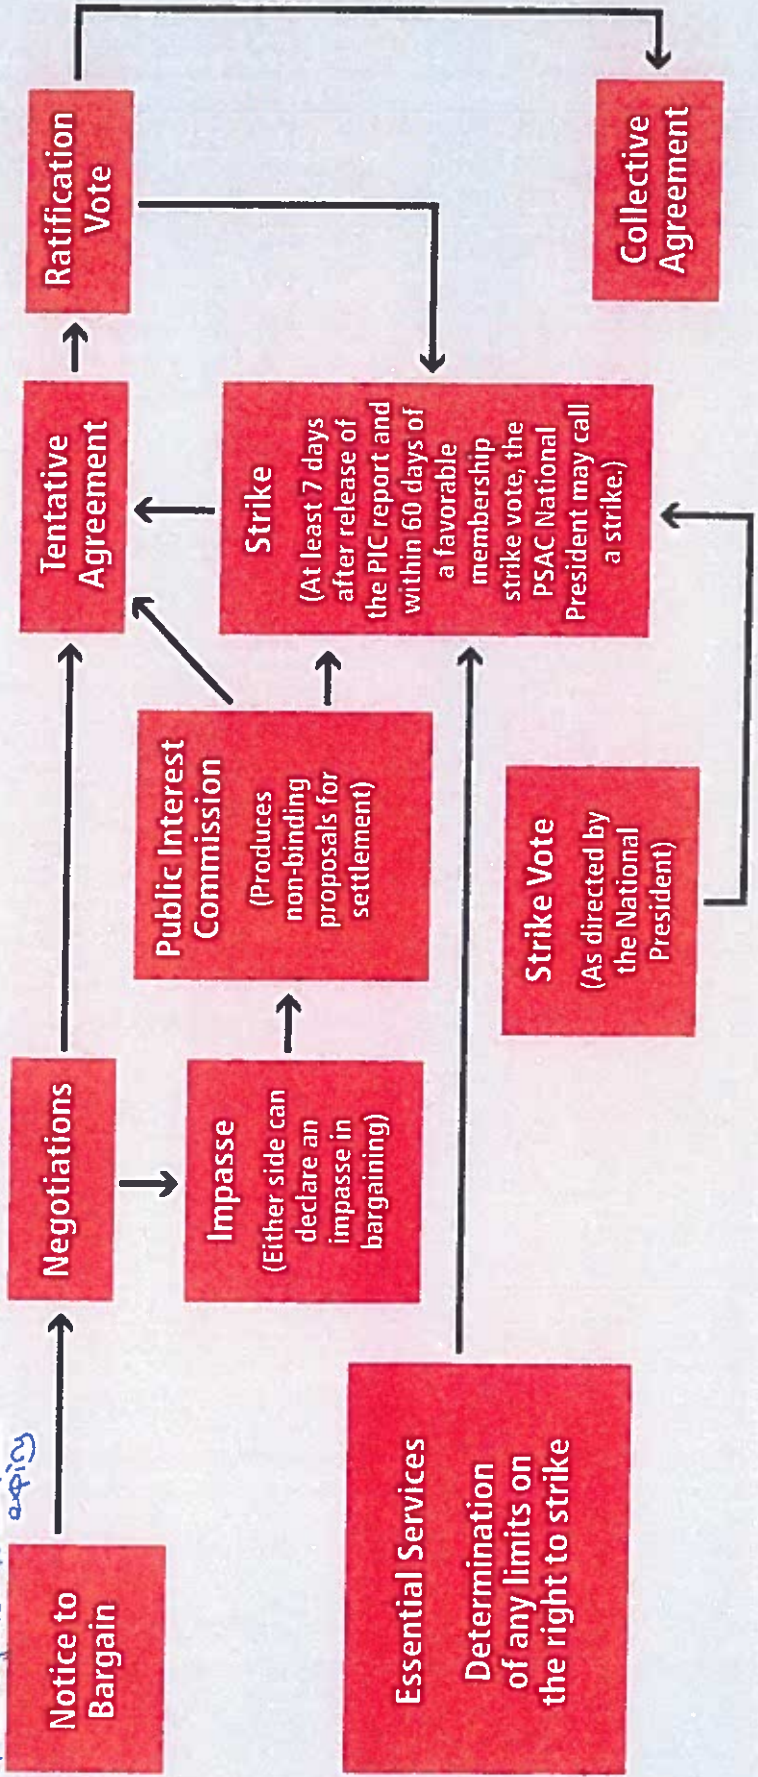 expiry
Notice to
Bargain
Negotiations
Tentative
Agreement
Ratification
Vote
Impasse
(Either side can
declare an
impasse in
bargaining)
Public Interest
Commission
(Produces
non-binding
proposals for
settlement)
Strike
(At least 7 days
after release of
the PIC report and
within 60 days of
a favorable
membership
strike vote, the
PSAC National
President may call
a strike.)
Essential Services
Determination
of any limits on
the right to strike
Strike Vote
(As directed by
the National
President)
Collective
Agreement